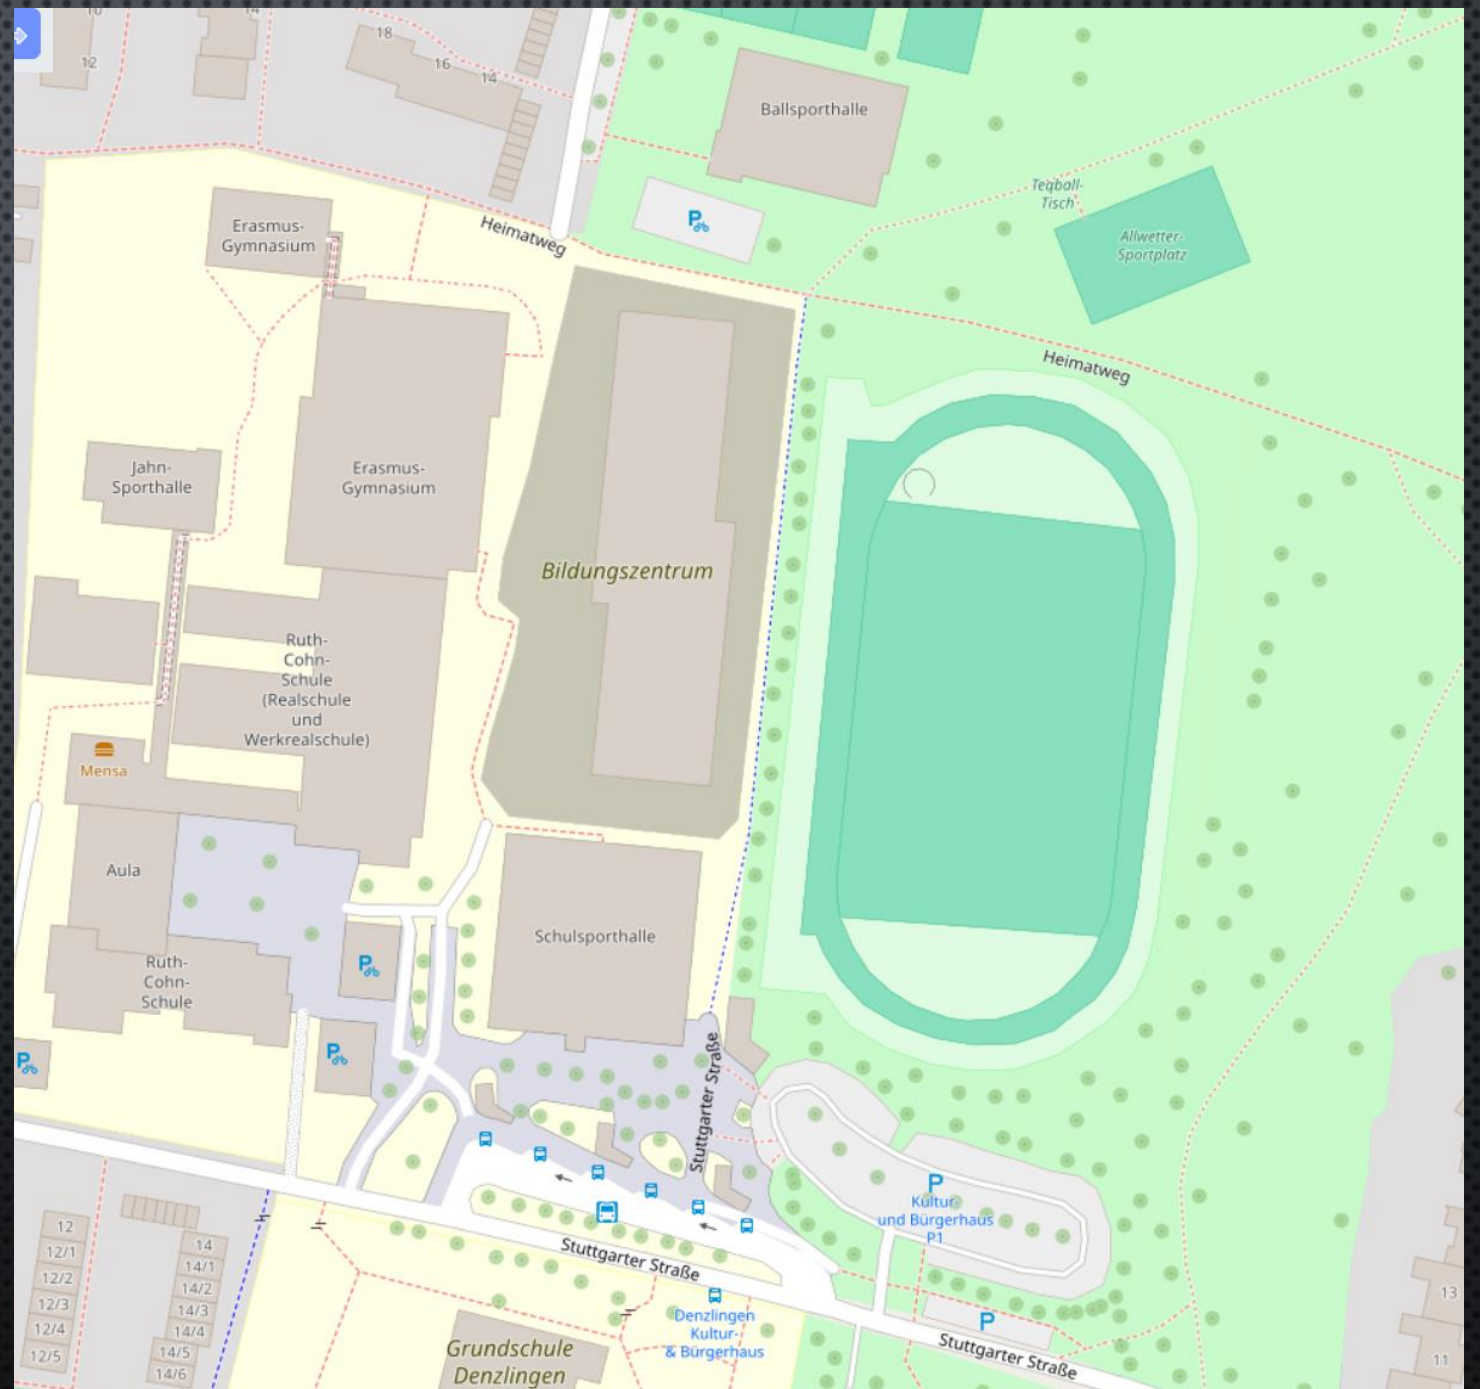 18
16
14
12
Ballsporthalle
Teqball-
Tisch
Allwetter-
Sportplatz
Erasmus-
Gymnasium
Heimatweg
P
Heimatweg
Jahn-
Sporthalle
Erasmus-
Gymnasium
Bildungszentrum
Ruth-
Cohn-
Schule
(Realschule
und
Werkrealschule)
Mensa
Aula
Schulsporthalle
Ruth-
Cohn-
Schule
P
P
P
Stuttgarter Straße
P
Kultur-
und Bürgerhaus
P1
Stuttgarter Straße
Denzlingen
Kultur-
& Bürgerhaus
P
Stuttgarter Straße
Grundschule
Denzlingen
12
12/1
12/2
12/3
12/4
12/5
14
14/1
14/2
14/3
14/4
14/5
14/6
13
11